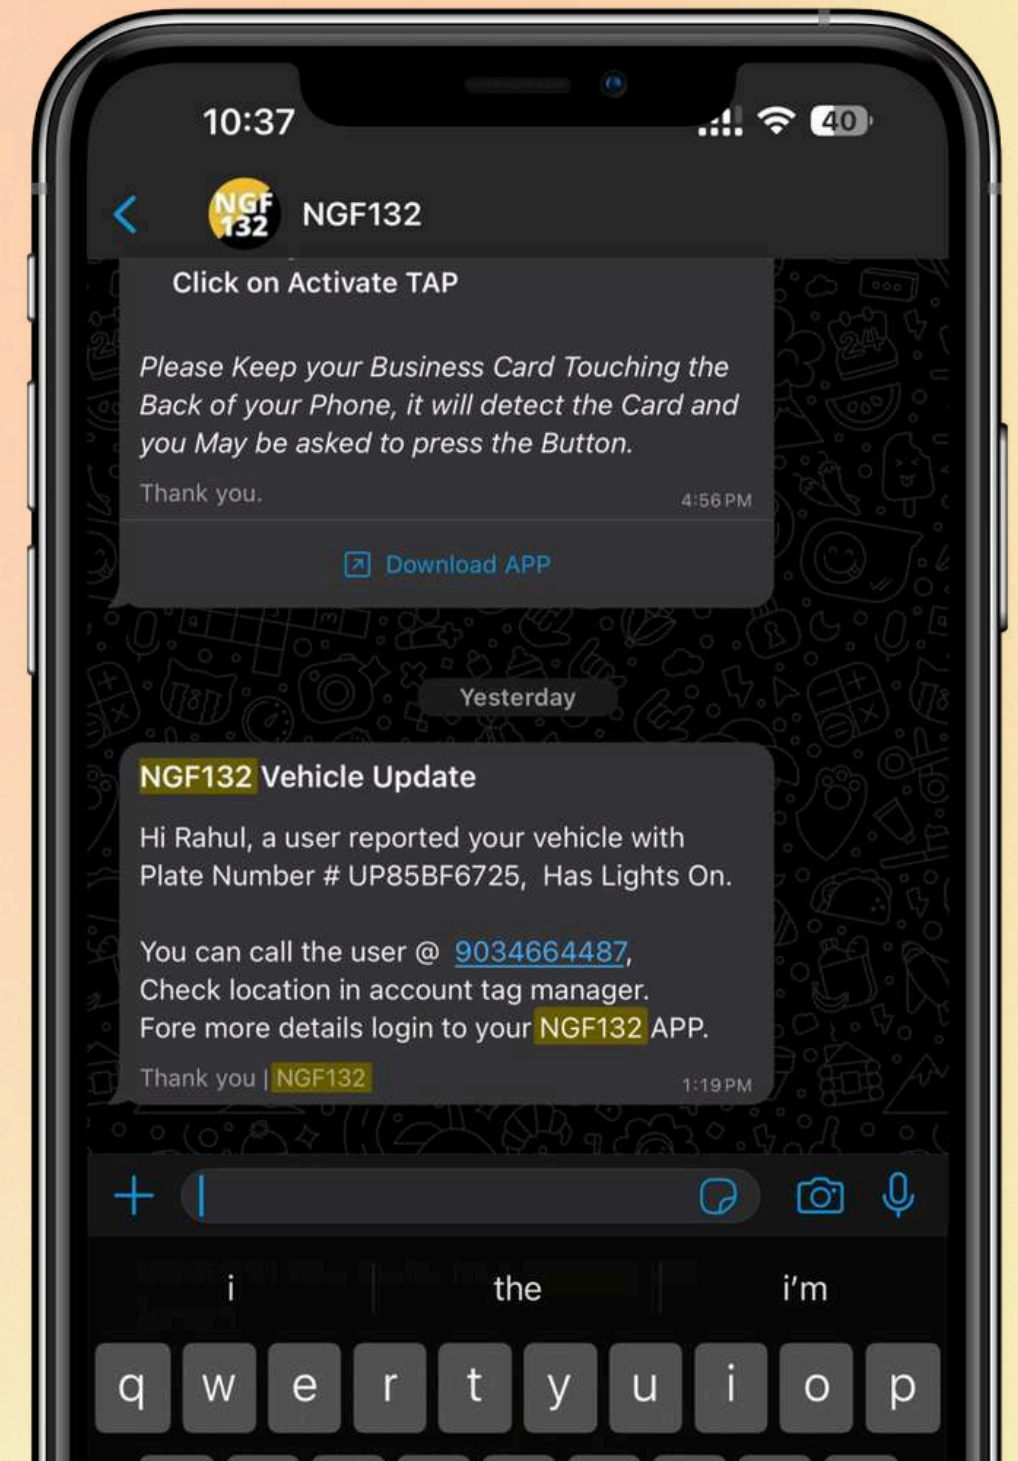 10:37
40
NGF
132
NGF132
Click on Activate TAP
Please Keep your Business Card Touching the
Back of your Phone, it will detect the Card and
you May be asked to press the Button.
Thank you.
4:56 PM
Download APP
Yesterday
NGF132 Vehicle Update
Hi Rahul, a user reported your vehicle with
Plate Number # UP85BF6725, Has Lights On.
You can call the user @ 9034664487,
Check location in account tag manager.
Fore more details login to your NGF132 APP.
Thank you | NGF132
1:19 PM
i the i'm
q w e r t y u i o p